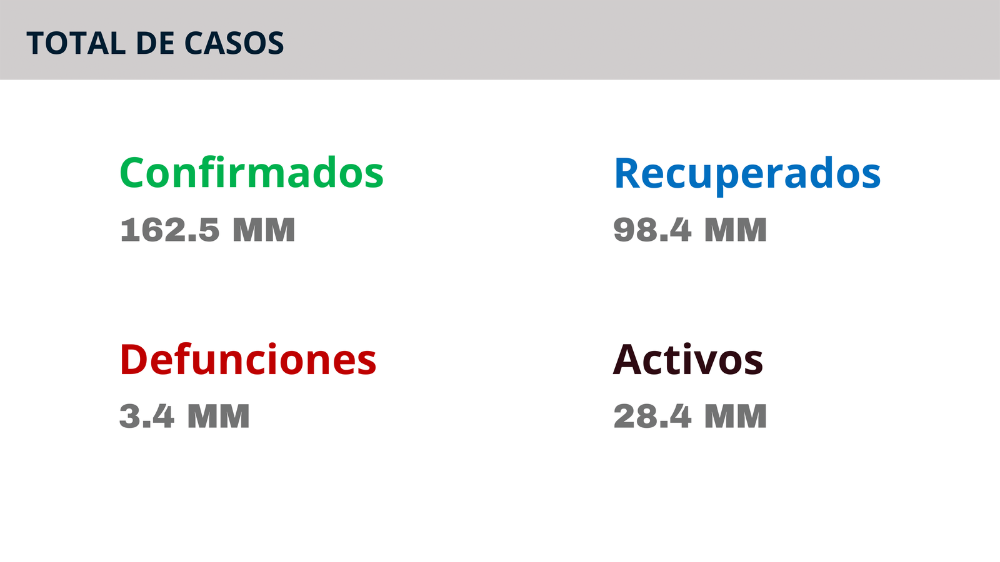 TOTAL DE CASOS
Confirmados
162.5 MM
Recuperados
98.4 MM
Defunciones
3.4 MM
Activos
28.4 MM